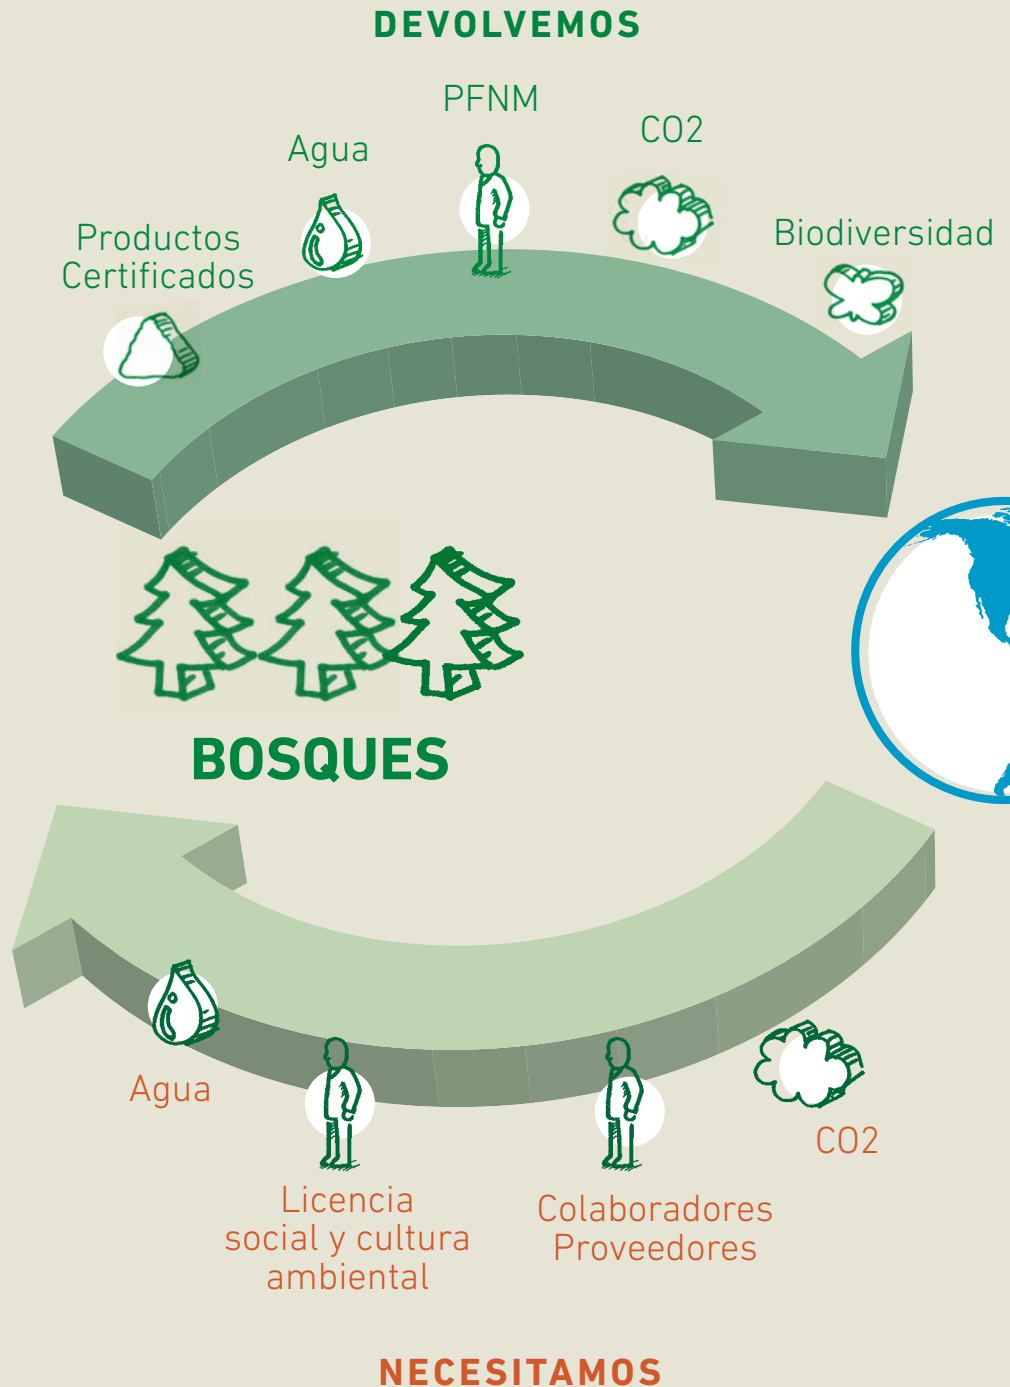 DEVOLVEMOS
PFNM
CO2
Agua
Productos
Certificados
Biodiversidad
BOSQUES
Agua
CO2
Licencia
social y cultura
ambiental
Colaboradores
Proveedores
NECESITAMOS